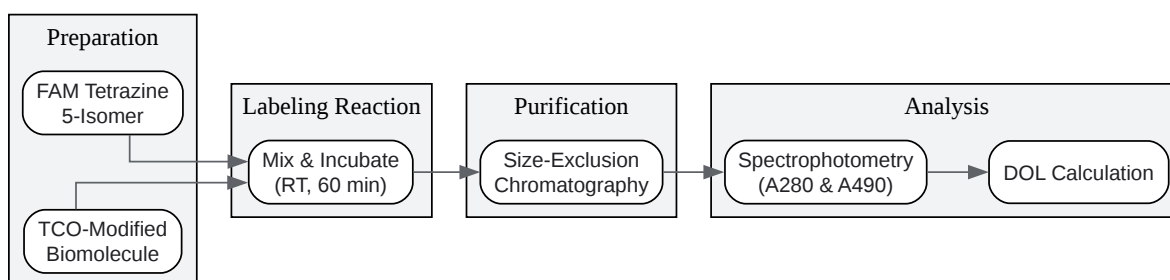 Preparation
FAM Tetrazine
5-Isomer
TCO-Modified
Biomolecule
Labeling Reaction
Mix & Incubate
(RT, 60 min)
Purification
Size-Exclusion
Chromatography
Analysis
Spectrophotometry
(A280 & A490)
DOL Calculation